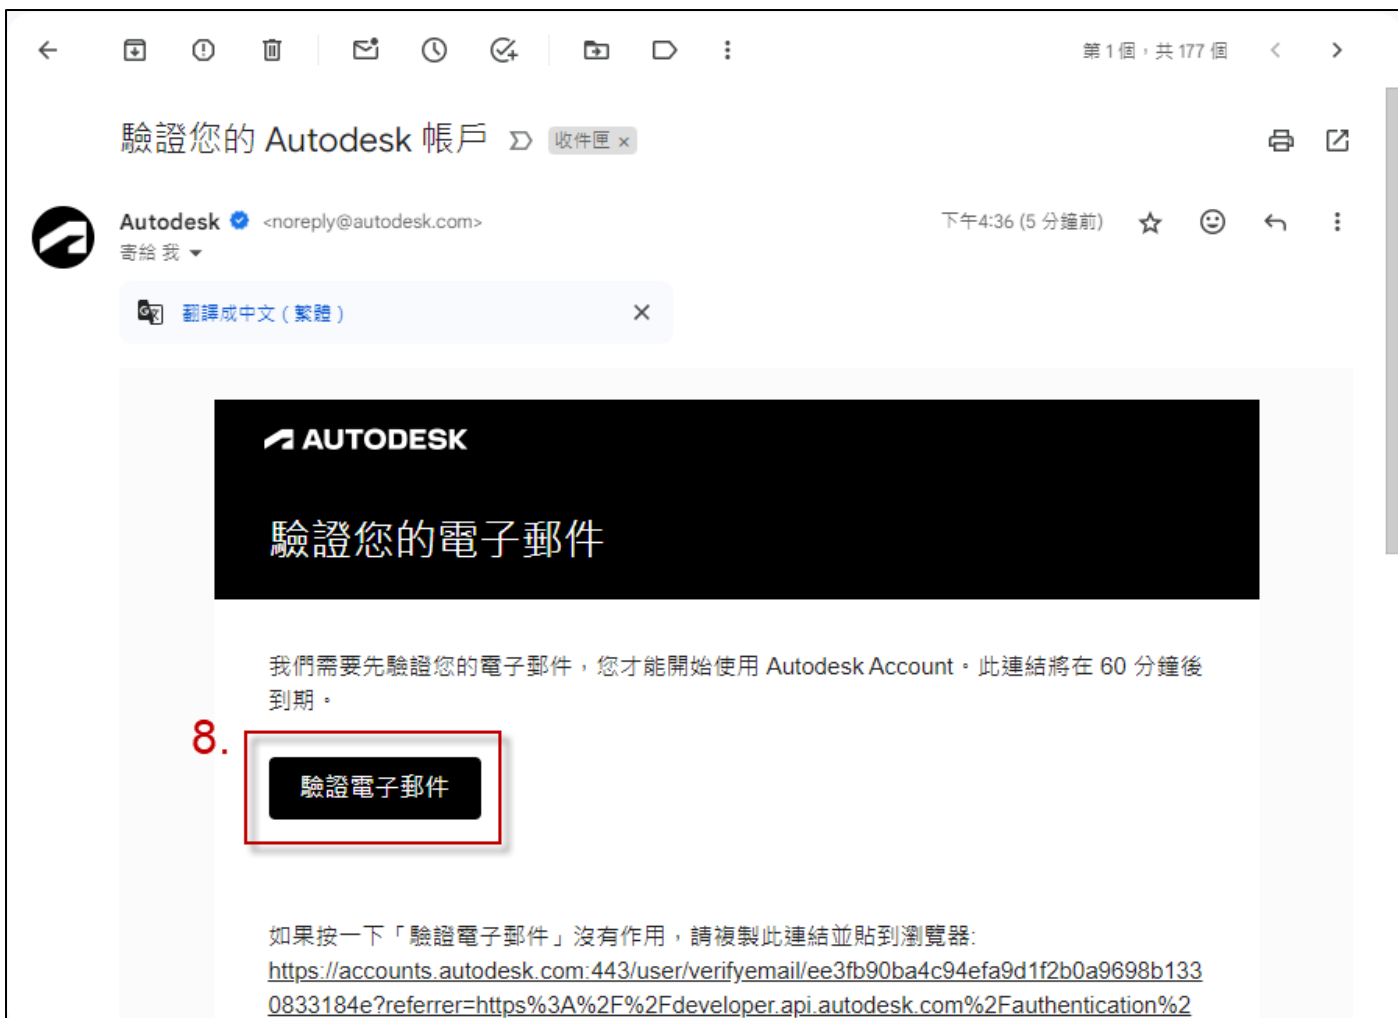 第 1 個，共 177 個
驗證您的 Autodesk 帳戶 收件匣 ×
Autodesk <noreply@autodesk.com> 下午4:36 (5 分鐘前)
寄給 我
翻譯成中文 ( 繁體 )
AUTODESK
驗證您的電子郵件
我們需要先驗證您的電子郵件，您才能開始使用 Autodesk Account。此連結將在 60 分鐘後
到期。
8.
驗證電子郵件
如果按一下「驗證電子郵件」沒有作用，請複製此連結並貼到瀏覽器:
https://accounts.autodesk.com:443/user/verifyemail/ee3fb90ba4c94efa9d1f2b0a9698b133
0833184e?referrer=https%3A%2F%2Fdeveloper.api.autodesk.com%2Fauthentication%2